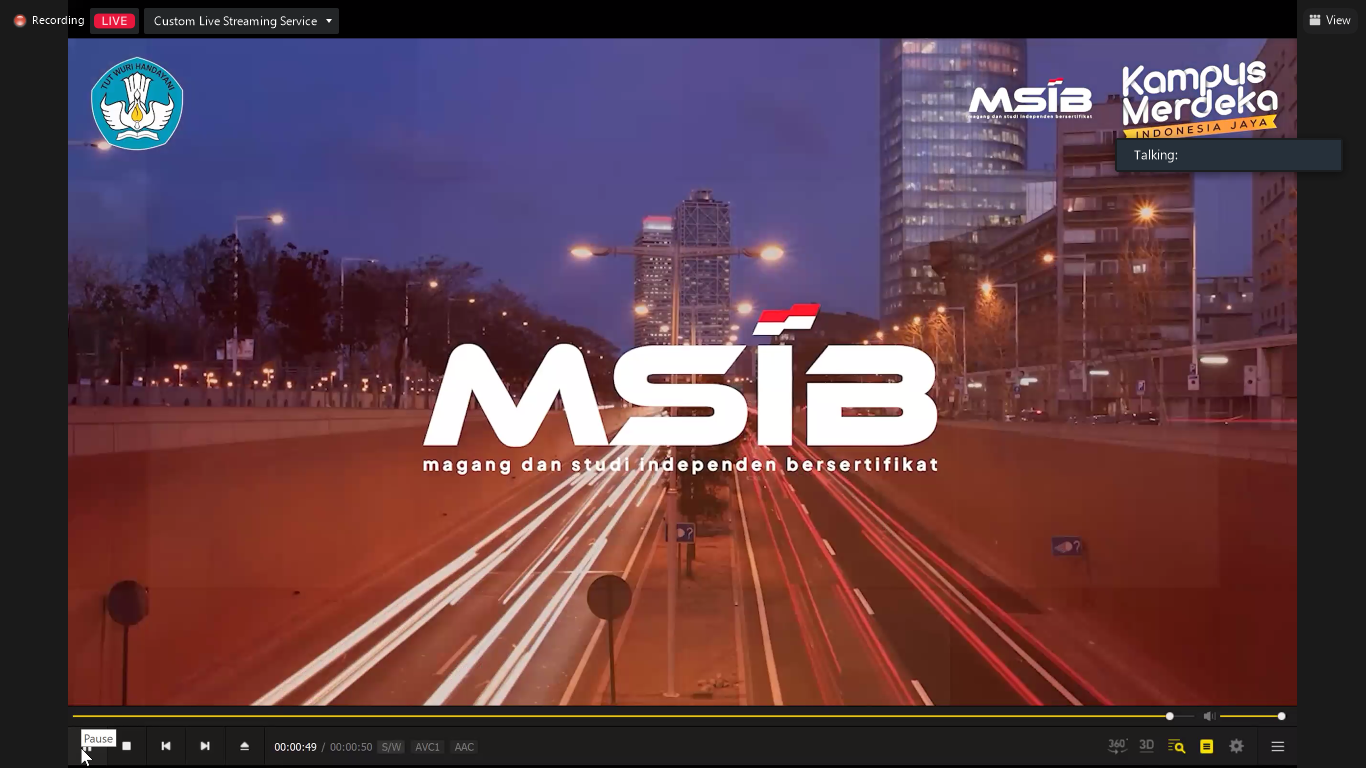 Recording
LIVE
Custom Live Streaming Service
View
TUT WURI HANDAYANI
MSIB
magang dan studi independen bersertifikat
Kampus
Merdeka
INDONESIA JAYA
Talking:
MSIB
magang dan studi independen bersertifikat
?
?
Pause
00:00:49 / 00:00:50 S/W AVC1 AAC
360° 3D